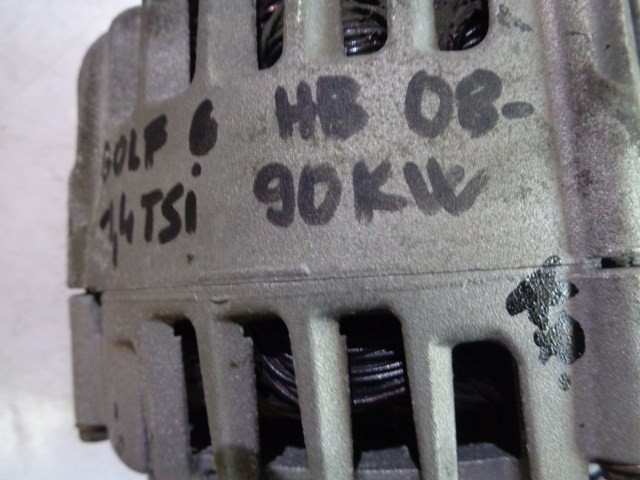 GOLF 6 HB 08-
1,4TSi 90KW